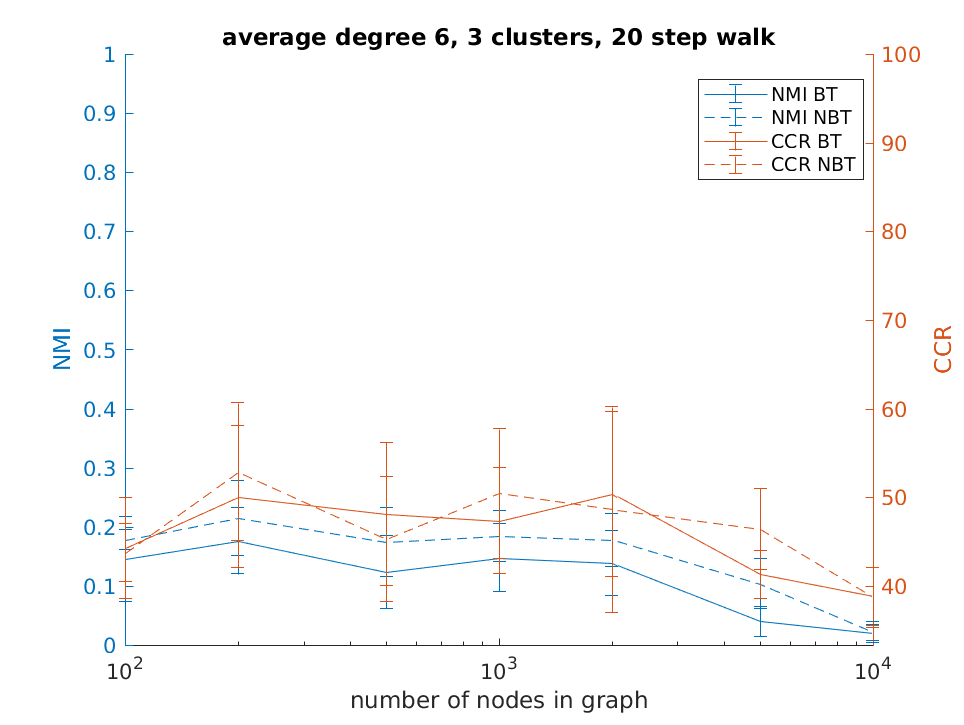 average degree 6, 3 clusters, 20 step walk
1
0.9
0.8
0.7
0.6
0.5
0.4
0.3
0.2
0.1
0
NMI
100
90
80
70
60
50
40
CCR
NMI BT
NMI NBT
CCR BT
CCR NBT
10^2
10^3
10^4
number of nodes in graph